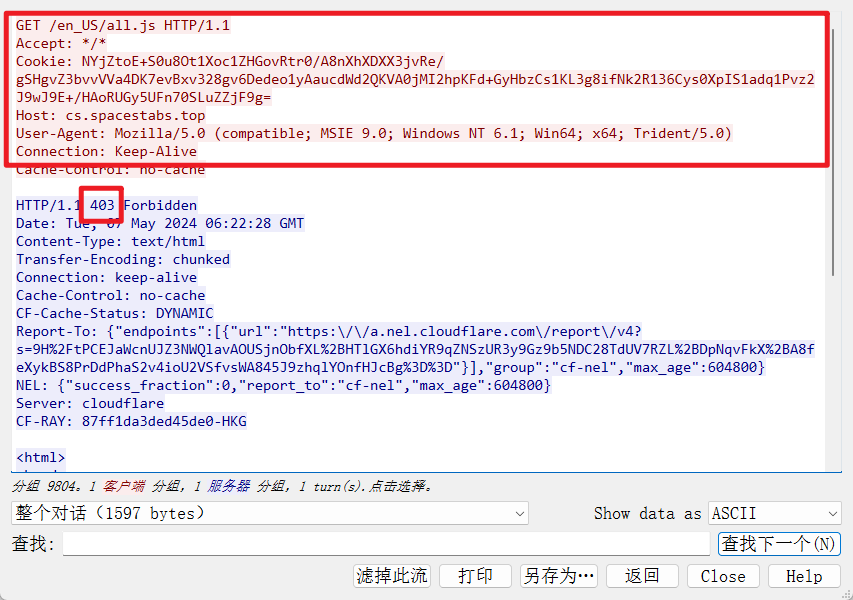 GET /en_US/all.js HTTP/1.1
Accept: */*
Cookie: NYjZtoE+S0u8Ot1Xoc1ZHGovRtr0/A8nXhXDXX3jvRe/
gSHgvZ3bvvVVa4DK7evBxv328gv6Dedeo1yAaucdWd2QKVA0jMI2hpKFd+GyHbzCs1KL3g8ifNk2R136Cys0XpIS1adq1Pvz2
J9wJ9E+/HAoRUGy5UFn70SLuZZjF9g=
Host: cs.spacestabs.top
User-Agent: Mozilla/5.0 (compatible; MSIE 9.0; Windows NT 6.1; Win64; x64; Trident/5.0)
Connection: Keep-Alive
Cache-Control: no-cache
HTTP/1.1 403 Forbidden
Date: Tue, 07 May 2024 06:22:28 GMT
Content-Type: text/html
Transfer-Encoding: chunked
Connection: keep-alive
Cache-Control: no-cache
CF-Cache-Status: DYNAMIC
Report-To: {"endpoints":[{"url":"https:\/\/a.nel.cloudflare.com\/report\/v4?
s=9H%2FtPCEJaWcnUJZ3NWQlavAOUSjnObfXL%2BHTlGX6hdiYR9qZNSzUR3y9Gz9b5NDC28TdUV7RZL%2BDpNqvFkX%2BA8f
eXykBS8PrDdPhaS2v4ioU2VSfvsWA845J9zhqlYOnfHJcBg%3D%3D"}],"group":"cf-nel","max_age":604800}
NEL: {"success_fraction":0,"report_to":"cf-nel","max_age":604800}
Server: cloudflare
CF-RAY: 87ff1da3ded45de0-HKG
<html>
分组 9804。1 客户端 分组, 1 服务器 分组, 1 turn(s).点击选择。
整个对话（1597 bytes）
Show data as ASCII
查找:
查找下一个(N)
滤掉此流 打印 另存为… 返回 Close Help